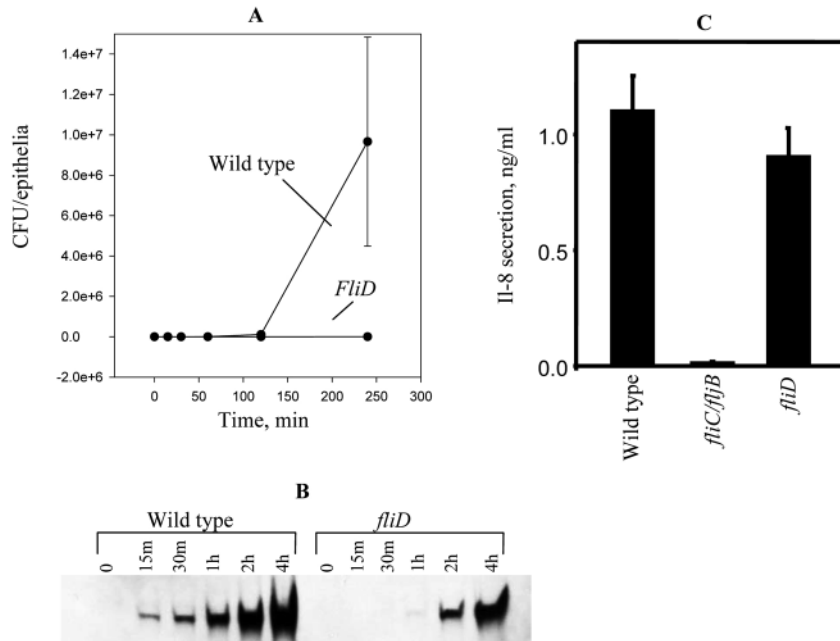 A
CFU/epithelia
1.4e+7
1.2e+7
1.0e+7
8.0e+6
6.0e+6
4.0e+6
2.0e+6
0.0
-2.0e+6
Wild type
FliD
0 50 100 150 200 250 300
Time, min
C
Il-8 secretion, ng/ml
1.0
0.5
0.0
Wild type
fliC/fljB
fliD
B
Wild type fliD
0 15m 30m 1h 2h 4h 0 15m 30m 1h 2h 4h